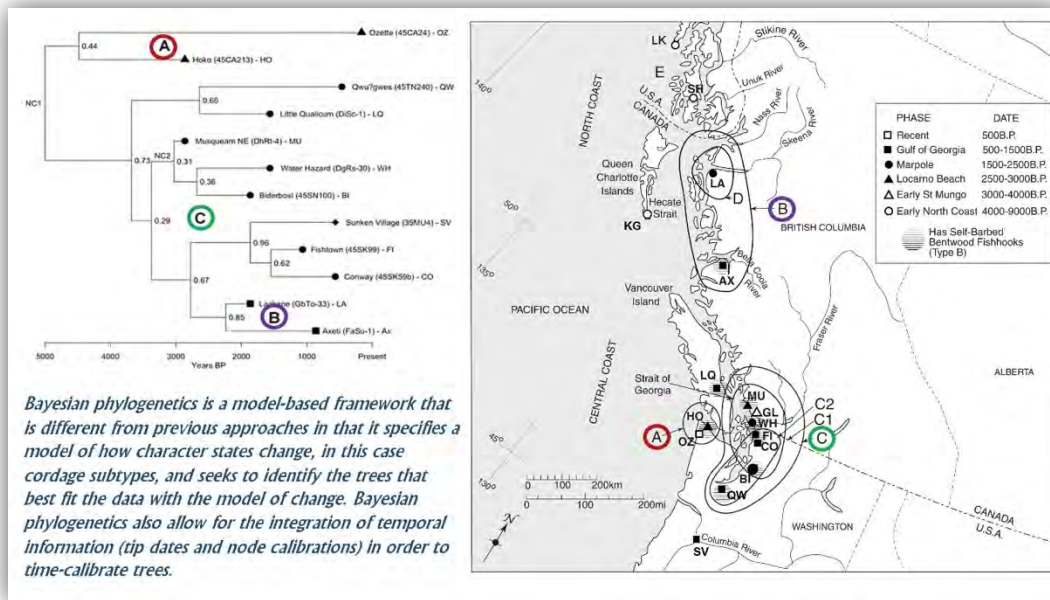 Ozette (45CA24) - OZ
0.44
A
Hoko (45CA213) - HO
NC1
Qwu?gwes (45TN240) - QW
0.65
Little Qualicum (DiSc-1) - LQ
Musqueam NE (DhRt-4) - MU
0.73
NC2
0.31
Water Hazard (DgRs-30) - WH
0.36
Biderbost (45SN100) - BI
C
0.29
Sunken Village (35MU4) - SV
0.96
Fishtown (45SK99) - FI
0.62
Conway (45SK59b) - CO
0.67
Lachane (GbTo-33) - LA
B
0.85
Axeti (FaSu-1) - Ax
5000
4000
3000
2000
1000
Present
Years BP
Bayesian phylogenetics is a model-based framework that
is different from previous approaches in that it specifies a
model of how character states change, in this case
cordage subtypes, and seeks to identify the trees that
best fit the data with the model of change. Bayesian
phylogenetics also allow for the integration of temporal
information (tip dates and node calibrations) in order to
time-calibrate trees.
LK
Stikine River
140°
E
SH
Unuk River
U.S.A.
CANADA
Nass River
Skeena River
NORTH COAST
Queen
Charlotte
Islands
LA
D
B
Hecate
Strait
KG
BRITISH COLUMBIA
50°
135°
AX
Bella Coola
River
Vancouver
Island
PACIFIC OCEAN
Fraser River
ALBERTA
CENTRAL COAST
LQ
Strait of
Georgia
MU
GL
C2
HO
WH
C1
A
OZ
FI
C
CO
45°
130°
BI
0 100 200km
0 100 200mi
QW
WASHINGTON
CANADA
U.S.A.
N
SV
Columbia River
PHASE DATE
Recent 500B.P.
Gulf of Georgia 500-1500B.P.
Marpole 1500-2500B.P.
Locarno Beach 2500-3000B.P.
Early St Mungo 3000-4000B.P.
Early North Coast 4000-9000B.P.
Has Self-Barbed
Bentwood Fishhooks
(Type B)